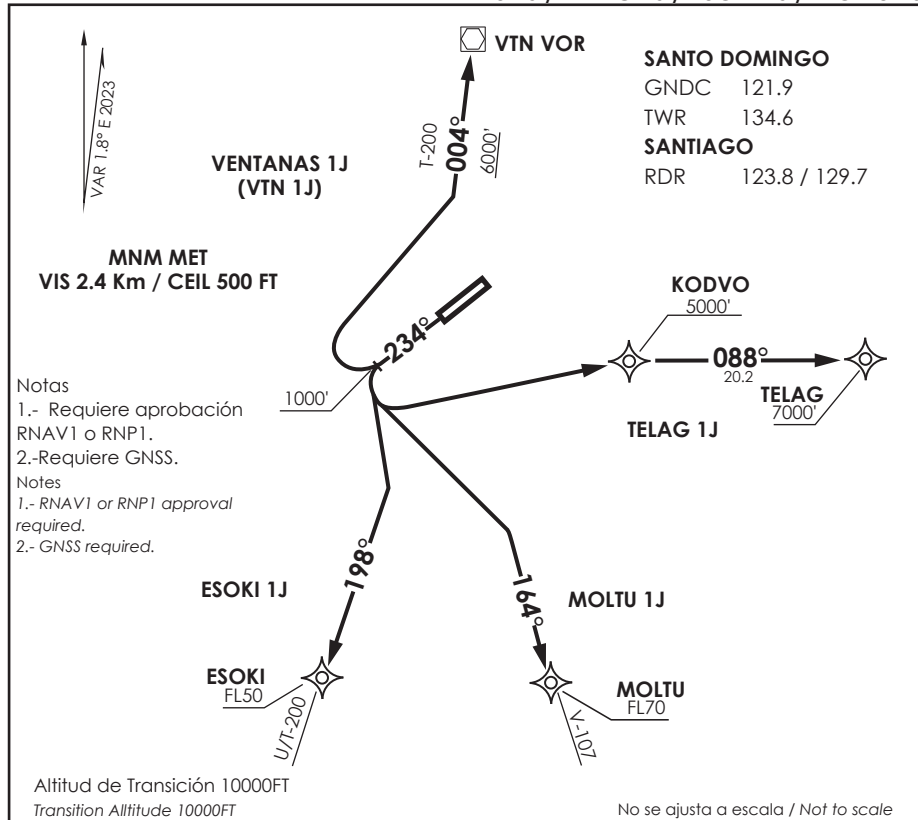 VTN VOR
VAR 1.8° E 2023
T-200
004°
6000'
SANTO DOMINGO
GNDC 121.9
TWR 134.6
SANTIAGO
RDR 123.8 / 129.7
VENTANAS 1J
(VTN 1J)
MNM MET
VIS 2.4 Km / CEIL 500 FT
KODVO
5000'
234°
088°
20.2
TELAG
7000'
1000'
TELAG 1J
Notas
1.- Requiere aprobación
RNAV1 o RNP1.
2.-Requiere GNSS.
Notes
1.- RNAV1 or RNP1 approval
required.
2.- GNSS required.
198°
164°
ESOKI 1J
MOLTU 1J
ESOKI
FL50
U/T-200
MOLTU
FL70
V-107
Altitud de Transición 10000FT
Transition Alltitude 10000FT
No se ajusta a escala / Not to scale